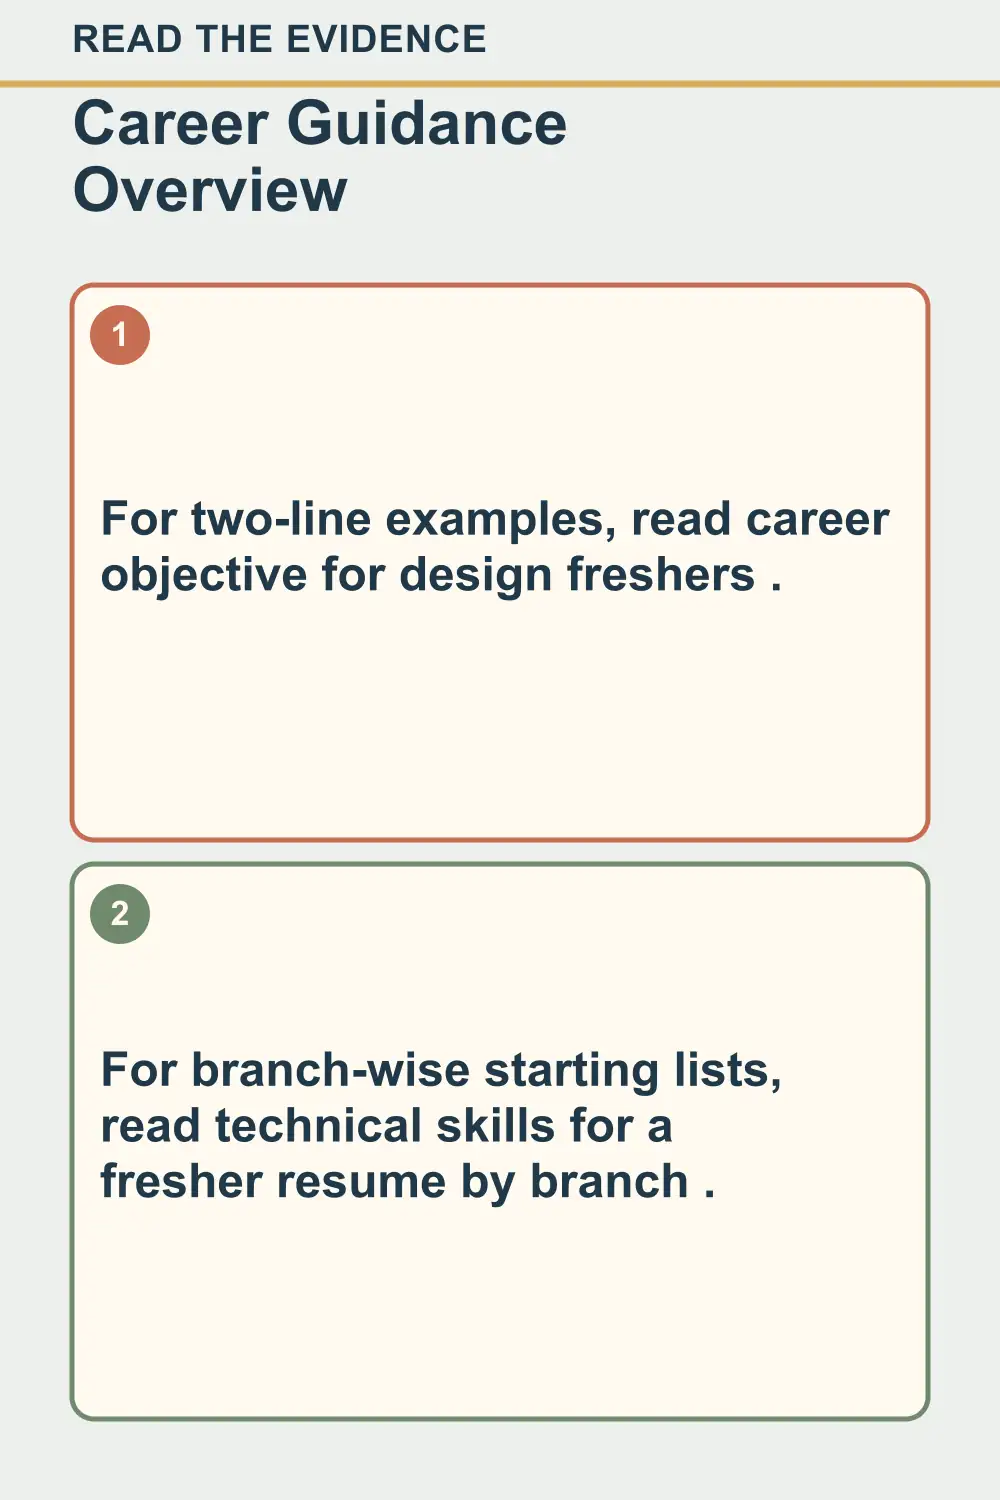 READ THE EVIDENCE
Career Guidance
Overview
1
For two-line examples, read career
objective for design freshers .
2
For branch-wise starting lists,
read technical skills for a
fresher resume by branch .